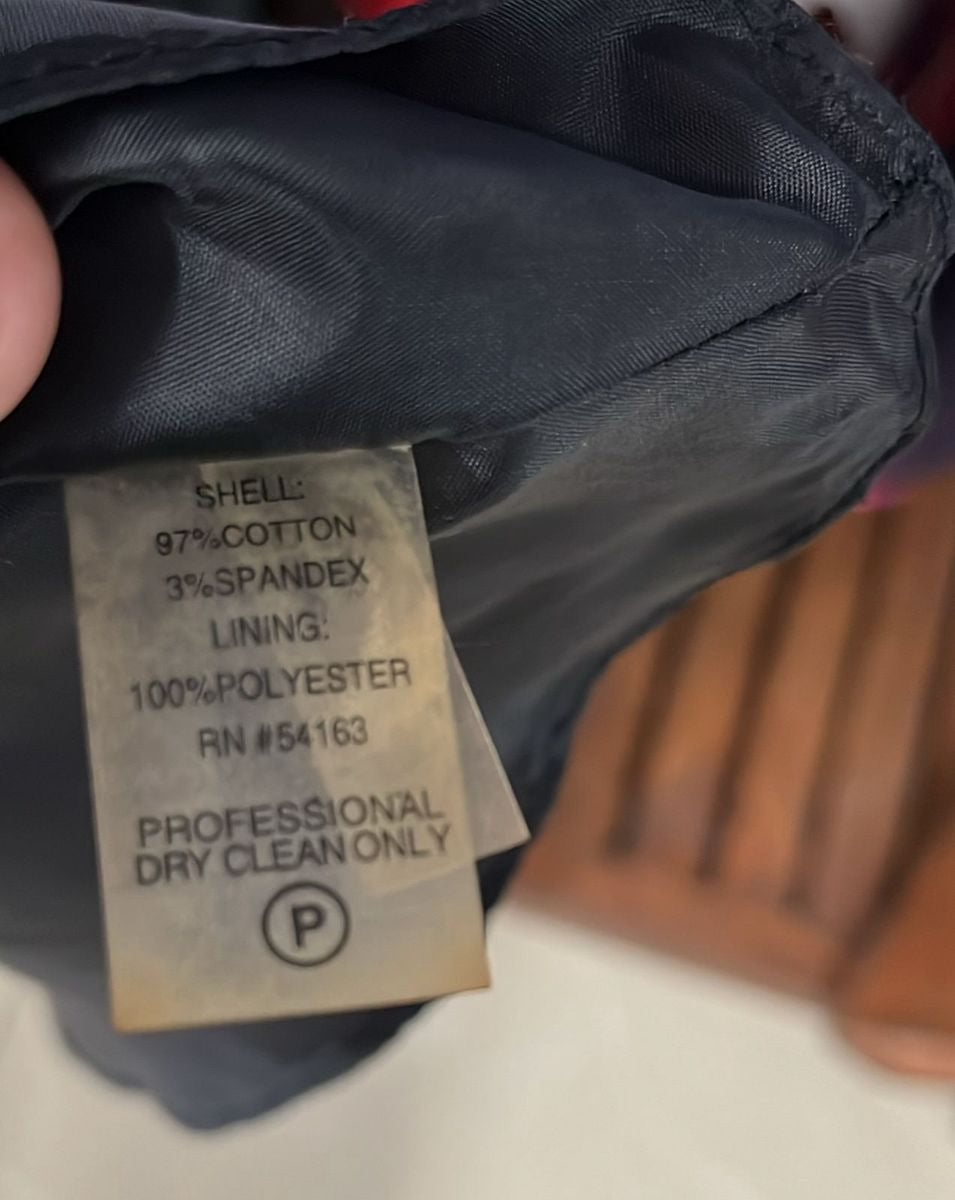 SHELL:
97%COTTON
3%SPANDEX
LINING:
100%POLYESTER
RN #54163
PROFESSIONAL
DRY CLEAN ONLY
P